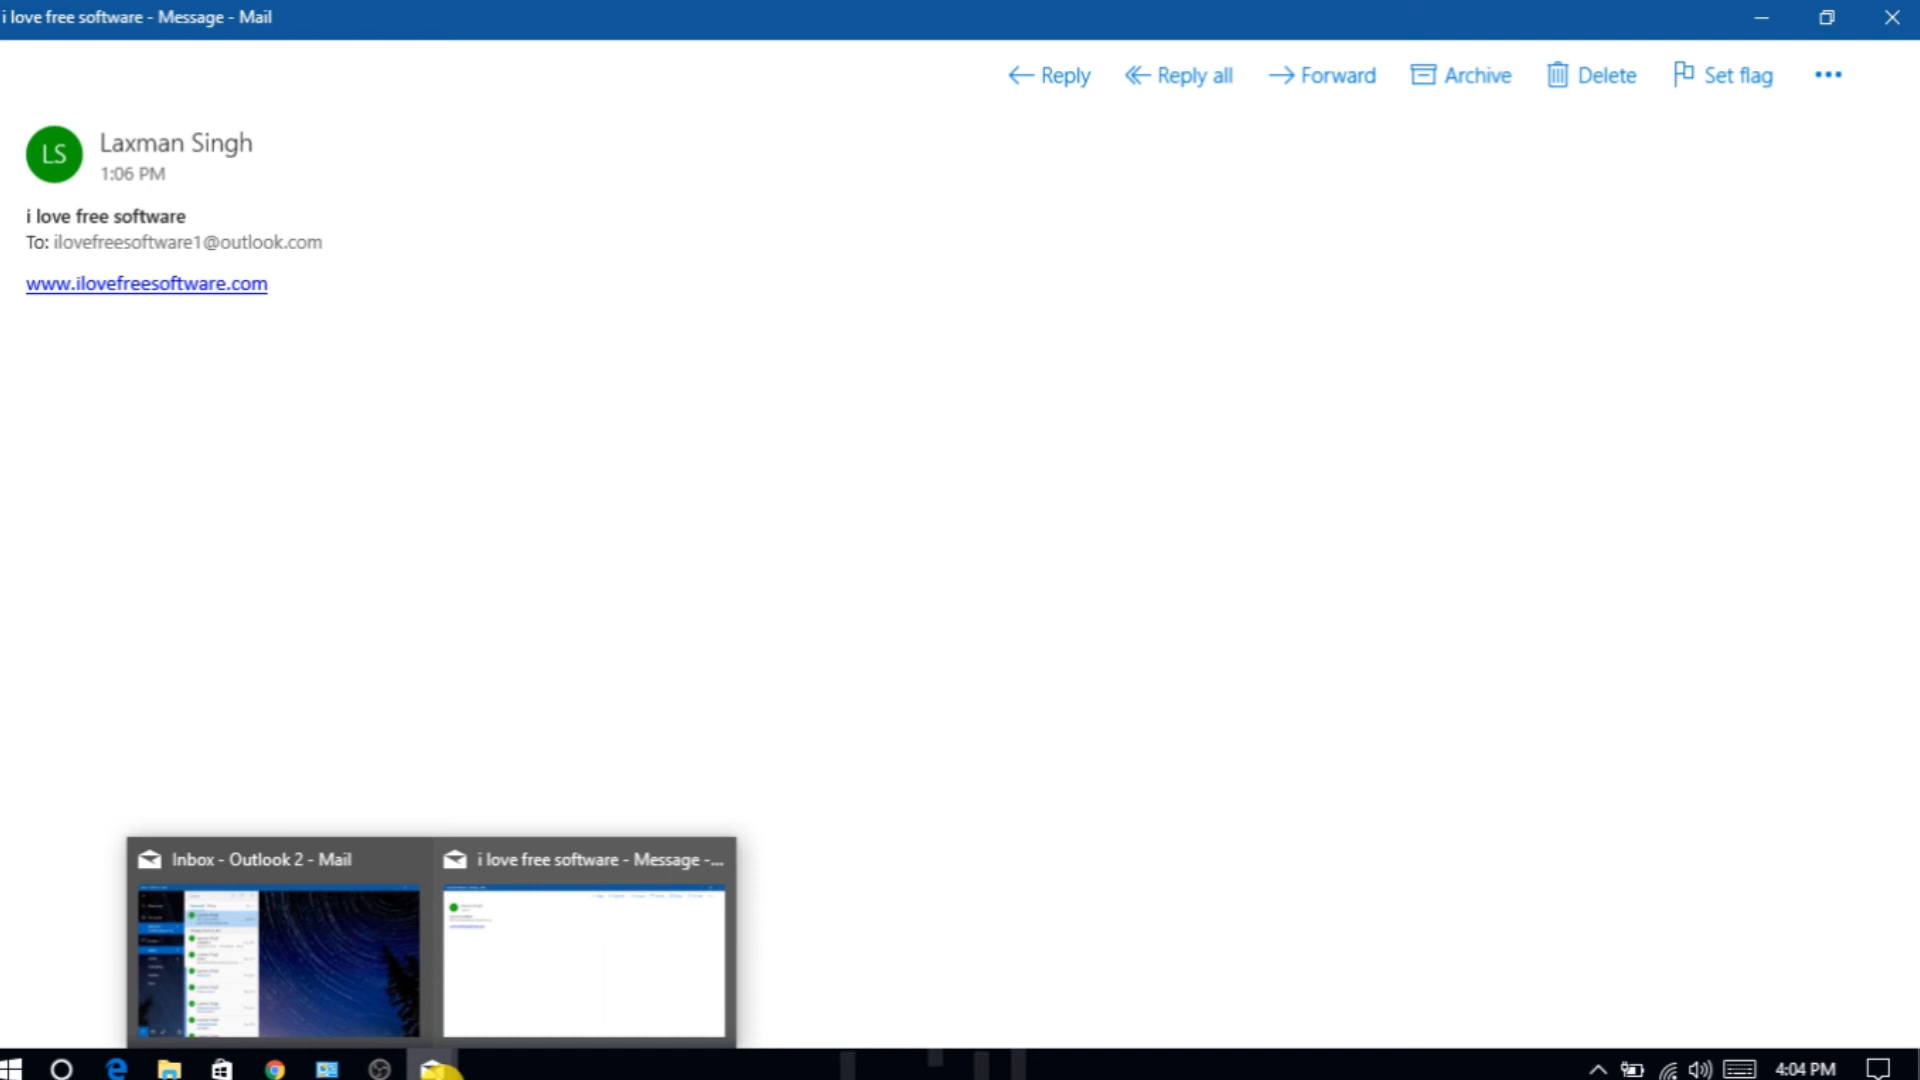 i love free software - Message - Mail
Reply
Reply all
Forward
Archive
Delete
Set flag
LS
Laxman Singh
1:06 PM
i love free software
To: ilovefreesoftware1@outlook.com
www.ilovefreesoftware.com
Inbox - Outlook 2 - Mail
i love free software - Message -...
4:04 PM